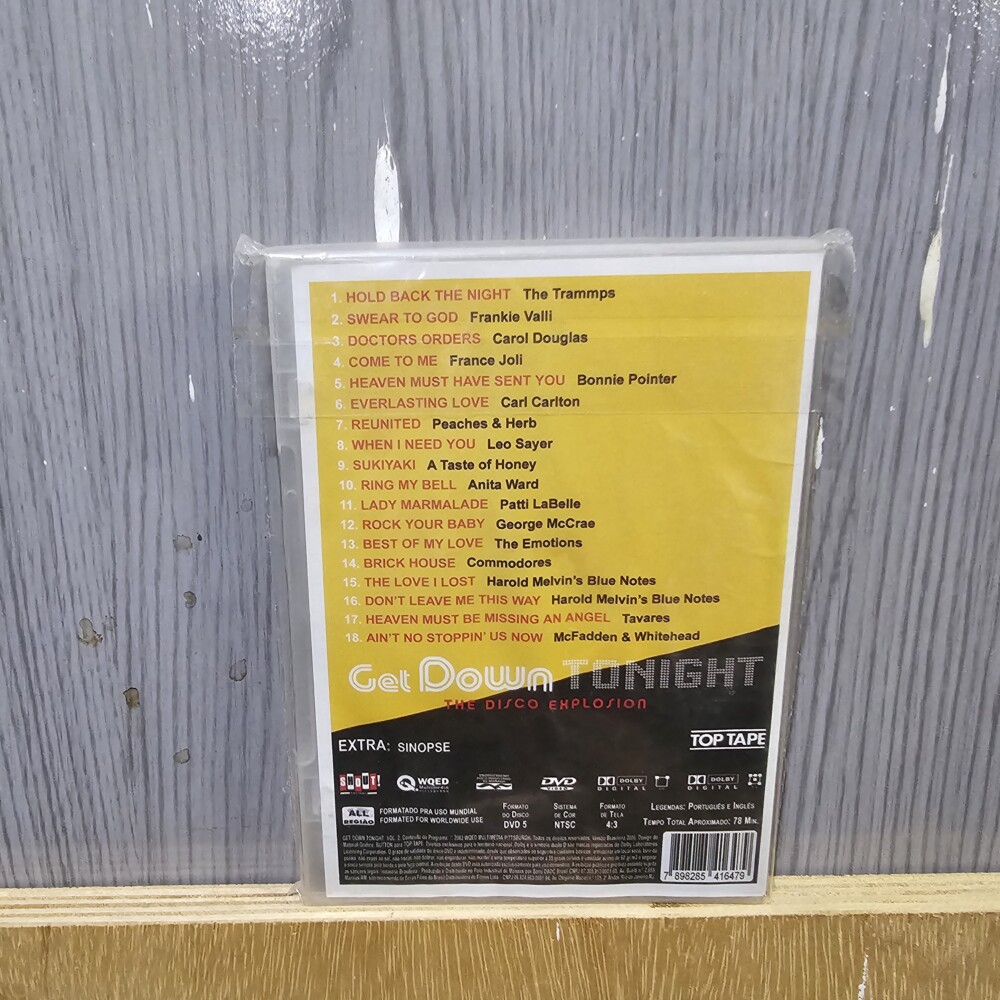 1. HOLD BACK THE NIGHT The Trammps
2. SWEAR TO GOD Frankie Valli
3. DOCTORS ORDERS Carol Douglas
4. COME TO ME France Joli
5. HEAVEN MUST HAVE SENT YOU Bonnie Pointer
6. EVERLASTING LOVE Carl Carlton
7. REUNITED Peaches & Herb
8. WHEN I NEED YOU Leo Sayer
9. SUKIYAKI A Taste of Honey
10. RING MY BELL Anita Ward
11. LADY MARMALADE Patti LaBelle
12. ROCK YOUR BABY George McCrae
13. BEST OF MY LOVE The Emotions
14. BRICK HOUSE Commodores
15. THE LOVE I LOST Harold Melvin's Blue Notes
16. DON'T LEAVE ME THIS WAY Harold Melvin's Blue Notes
17. HEAVEN MUST BE MISSING AN ANGEL Tavares
18. AIN'T NO STOPPIN' US NOW McFadden & Whitehead
Get Down TONIGHT
THE DISCO EXPLOSION
EXTRA: SINOPSE
TOP TAPE
SHOUT! WQED Multimedia DVD VIDEO DOLBY DIGITAL DOLBY DIGITAL
ALL REGIÃO
FORMATADO PRA USO MUNDIAL
FORMATED FOR WORLDWIDE USE
FORMATO DO DISCO DVD 5
SISTEMA DE COR NTSC
FORMATO DE TELA 4:3
LEGENDAS: PORTUGUÊS E INGLÊS
TEMPO TOTAL APROXIMADO: 78 MIN.
7 898285 416479